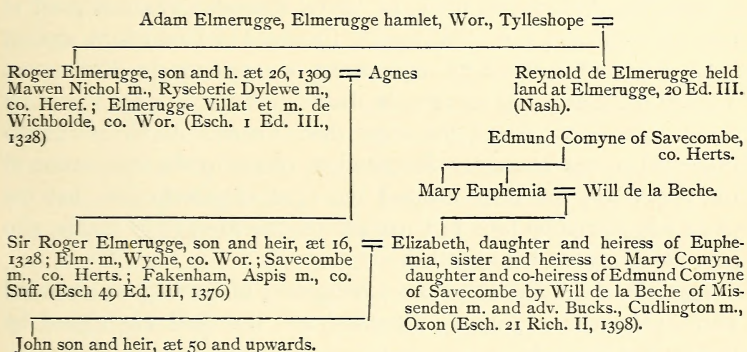 Adam Elmerugge, Elmerugge hamlet, Wor., Tylleshope =
Roger Elmerugge, son and h. æt 26, 1309 = Agnes
Mawen Nichol m., Ryseberie Dylewe m.,
co. Heref.; Elmerugge Villat et m. de
Wichbolde, co. Wor. (Esch. 1 Ed. III.,
1328)
Reynold de Elmerugge held
land at Elmerugge, 20 Ed. III.
(Nash).
Edmund Comyne of Savecombe,
co. Herts.
Mary Euphemia = Will de la Beche.
Sir Roger Elmerugge, son and heir, æt 16,
1328; Elm. m., Wyche, co. Wor.; Savecombe
m., co. Herts.; Fakenham, Aspis m., co.
Suff. (Esch 49 Ed. III, 1376)
= Elizabeth, daughter and heiress of Euphe-
mia, sister and heiress to Mary Comyne,
daughter and co-heiress of Edmund Comyne
of Savecombe by Will de la Beche of Mis-
senden m. and adv. Bucks., Cudlington m.,
Oxon (Esch. 21 Rich. II, 1398).
John son and heir, æt 50 and upwards.